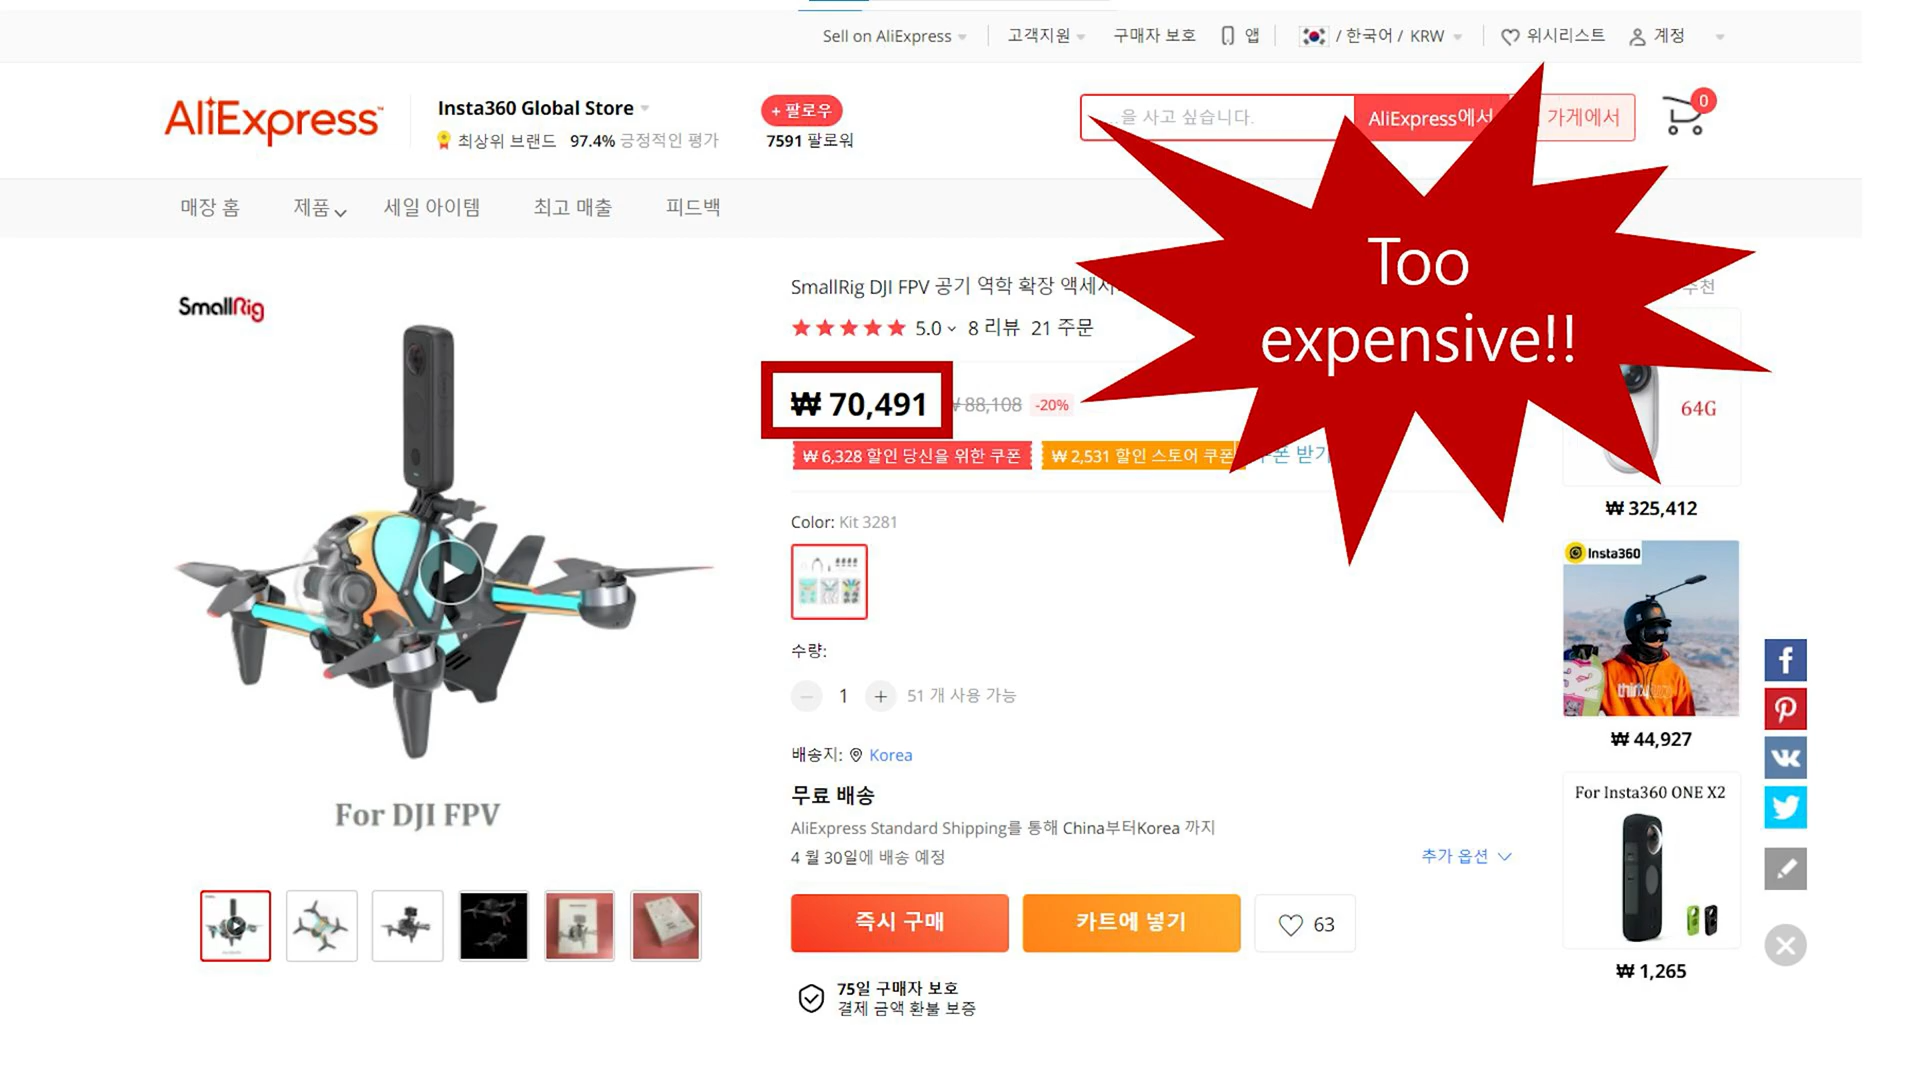 Sell on AliExpress
고객지원
구매자 보호
앱
/ 한국어 / KRW
위시리스트
계정
AliExpress
Insta360 Global Store
최상위 브랜드 97.4% 긍정적인 평가
+ 팔로우
7591 팔로워
을 사고 싶습니다.
AliExpress에서
가게에서
0
매장 홈
제품
세일 아이템
최고 매출
피드백
SmallRig
For DJI FPV
SmallRig DJI FPV 공기 역학 확장
5.0 8 리뷰 21 주문
₩ 70,491
88,108
-20%
₩ 6,328 할인 당신을 위한 쿠폰
₩ 2,531 할인 스토어 쿠폰
받기
Too
expensive!!
Color: Kit 3281
수량:
1
51 개 사용 가능
배송지: Korea
무료 배송
AliExpress Standard Shipping를 통해 China부터Korea 까지
4 월 30일에 배송 예정
추가 옵션
즉시 구매
카트에 넣기
63
75일 구매자 보호
결제 금액 환불 보증
64G
₩ 325,412
Insta360
₩ 44,927
For Insta360 ONE X2
₩ 1,265